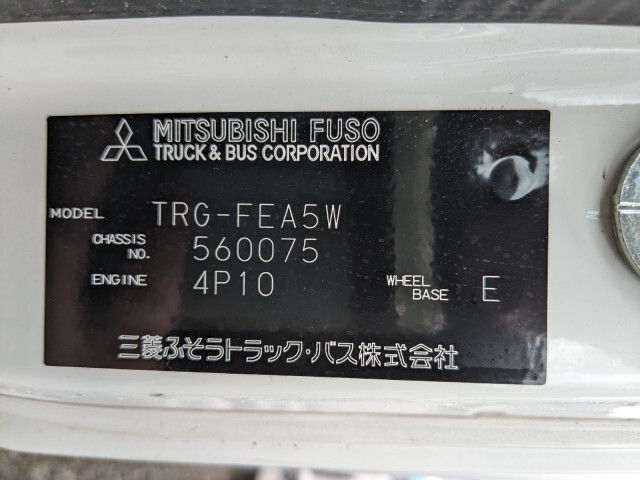 MITSUBISHI FUSO
TRUCK & BUS CORPORATION
MODEL TRG-FEA5W
CHASSIS NO. 560075
ENGINE 4P10 WHEEL BASE E
三菱ふそうトラック・バス株式会社